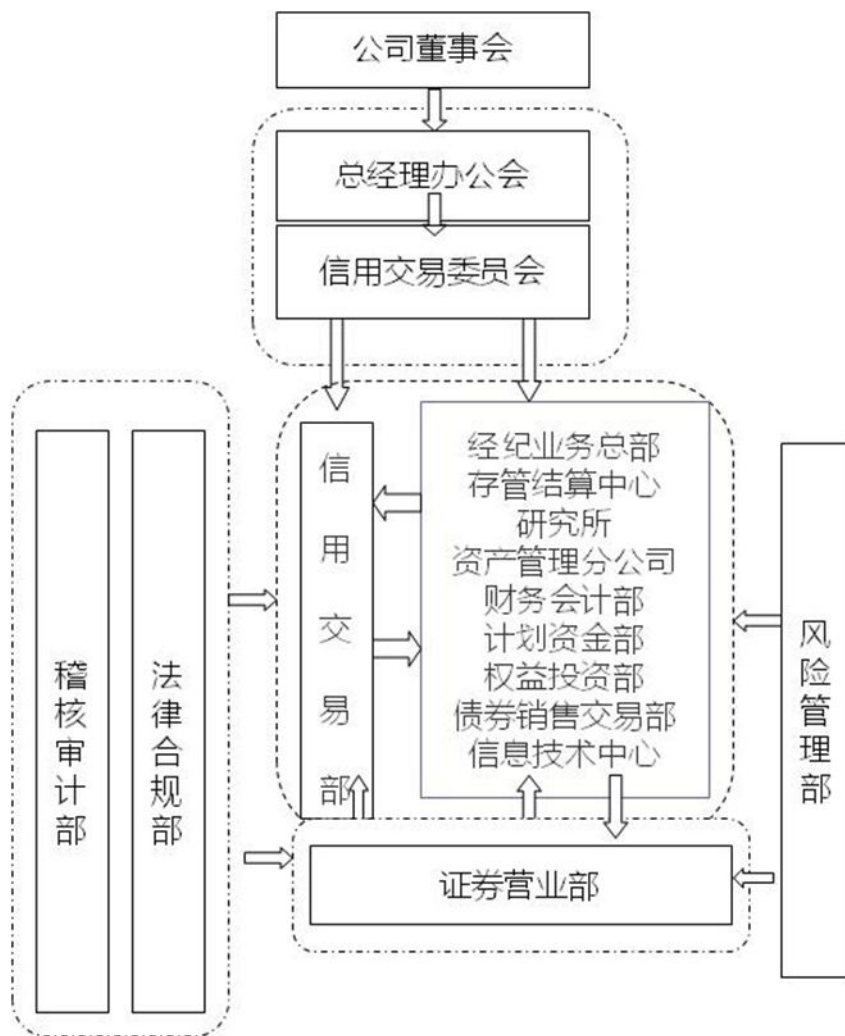 公司董事会
总经理办公会
信用交易委员会
稽核审计部
法律合规部
信用交易部
经纪业务总部
存管结算中心
研究所
资产管理分公司
财务会计部
计划资金部
权益投资部
债券销售交易部
信息技术中心
风险管理部
证券营业部